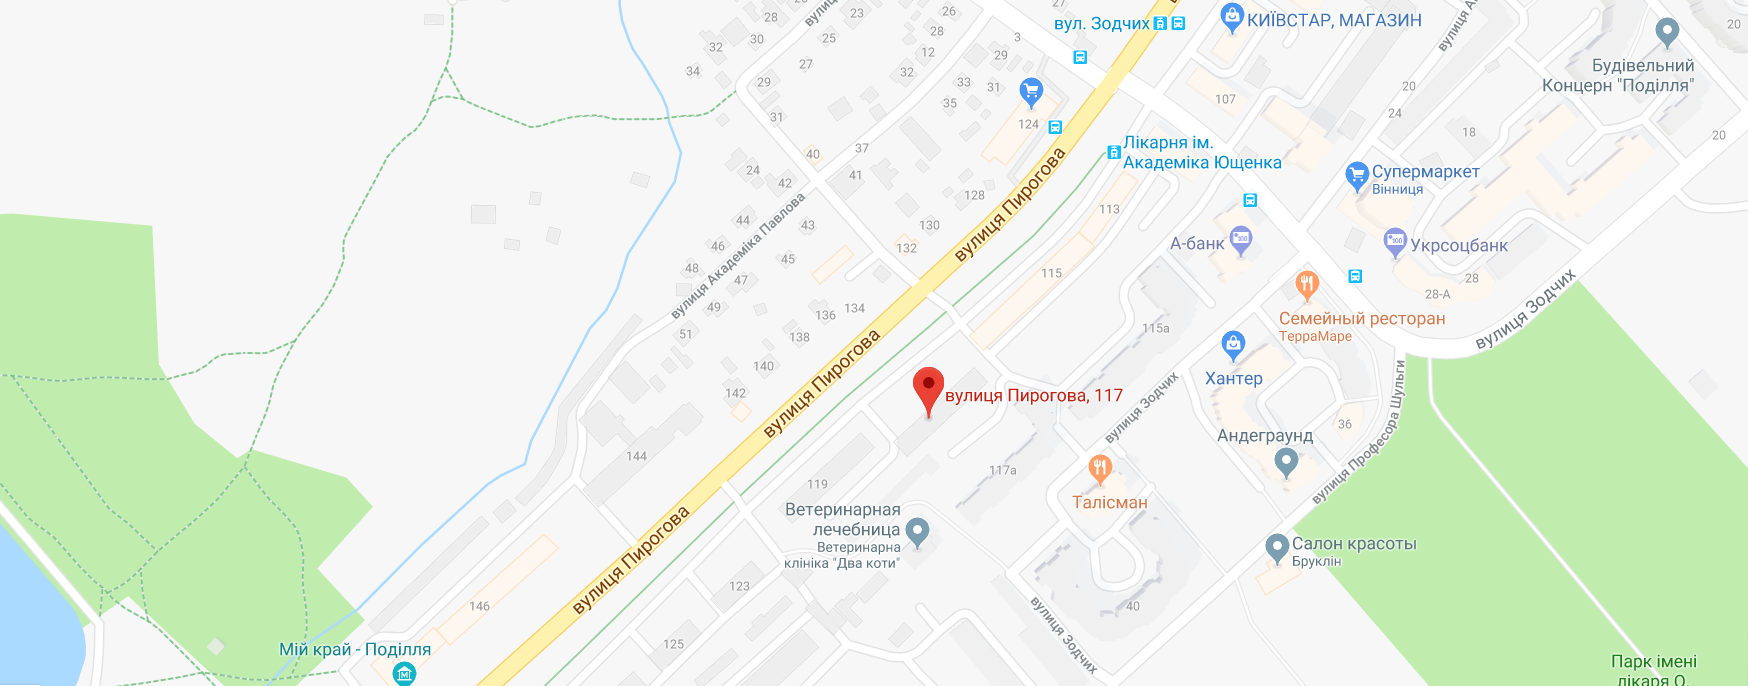 вул. Зодчих
КИЇВСТАР, МАГАЗИН
Будівельний
Концерн "Поділля"
Лікарня ім.
Академіка Ющенка
Супермаркет
Вінниця
А-банк
Укрсоцбанк
Семейный ресторан
ТерраМаре
Хантер
Андеграунд
Талісман
Салон красоты
Бруклін
Ветеринарная
лечебница
Ветеринарна
клініка "Два коти"
Мій край - Поділля
Парк імені
лікаря О.
вулиця Пирогова, 117
вулиця Пирогова
вулиця Пирогова
вулиця Пирогова
вулиця Пирогова
вулиця Академіка Павлова
вулиця Зодчих
вулиця Зодчих
вулиця Зодчих
вулиця Професора Шульги
28
26
23
25
28
12
3
32
34
27
29
32
33
31
35
26
31
37
40
41
24
42
44
43
46
45
48
47
49
51
124
128
130
132
134
136
138
140
142
144
146
107
113
115
115а
117а
119
123
125
24
18
20
20
28
28-А
36
40